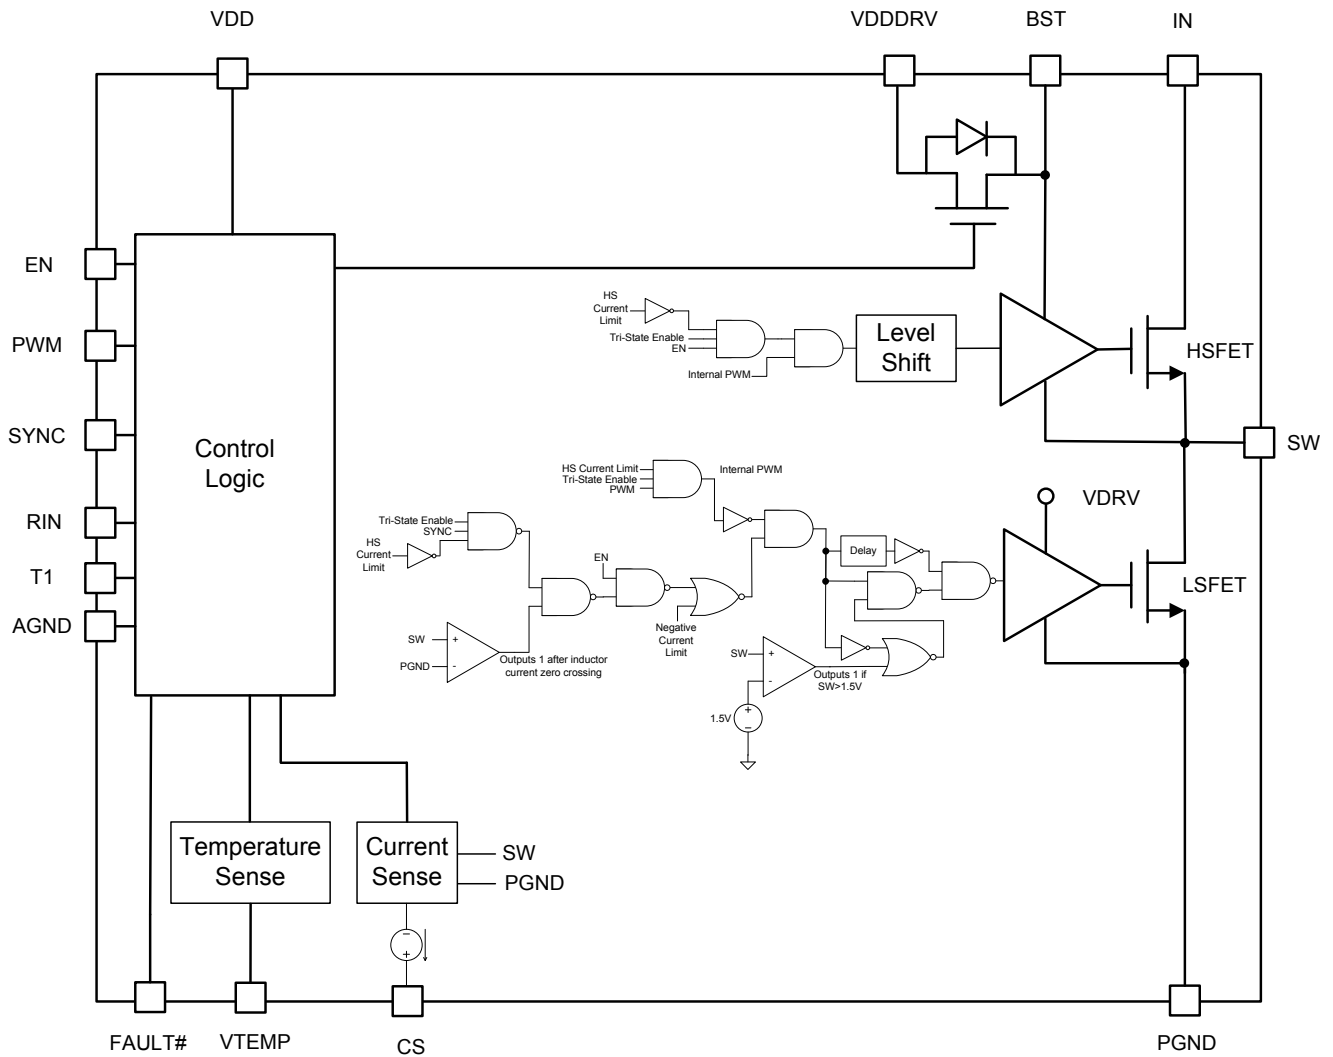 VDD
VDDDRV
BST
IN
EN
PWM
SYNC
RIN
T1
AGND
Control
Logic
HS
Current
Limit
Tri-State Enable
EN
Internal PWM
Level
Shift
HSFET
SW
HS Current Limit
Tri-State Enable
PWM
Internal PWM
VDRV
Tri-State Enable
SYNC
HS
Current
Limit
EN
Delay
LSFET
Negative
Current
Limit
SW
+
PGND
-
Outputs 1 after inductor
current zero crossing
SW
+
-
Outputs 1 if
SW>1.5V
1.5V
+
−
Temperature
Sense
Current
Sense
SW
PGND
−
+
FAULT#
VTEMP
CS
PGND